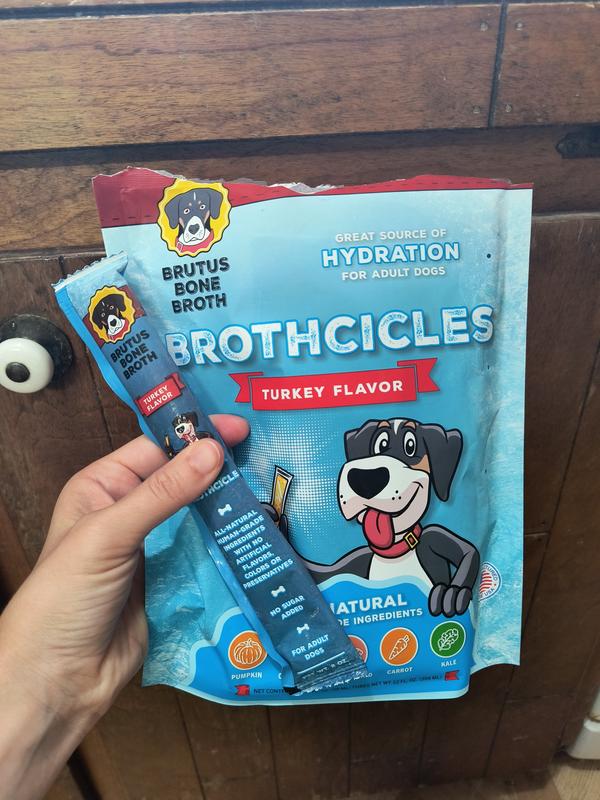 BRUTUS
BONE
BROTH
GREAT SOURCE OF
HYDRATION
FOR ADULT DOGS
BROTHCICLES
TURKEY FLAVOR
NATURAL
INGREDIENTS
PUMPKIN
CARROT
KALE
BRUTUS
BONE
BROTH
TURKEY
FLAVOR
ALL-NATURAL
HUMAN-GRADE
INGREDIENTS
WITH NO
ARTIFICIAL
FLAVORS,
COLORS OR
PRESERVATIVES
NO SUGAR
ADDED
FOR ADULT
DOGS